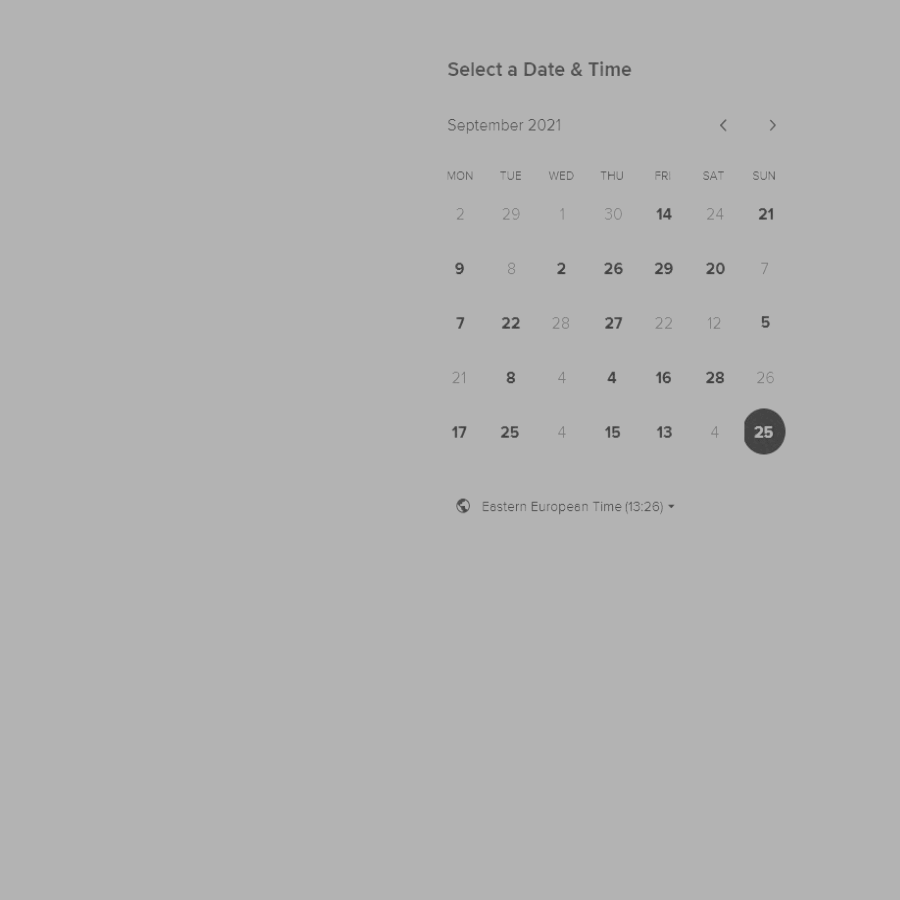 Select a Date & Time
September 2021
MON TUE WED THU FRI SAT SUN
2 29 1 30 14 24 21
9 8 2 26 29 20 7
7 22 28 27 22 12 5
21 8 4 4 16 28 26
17 25 4 15 13 4 25
Eastern European Time (13:26)